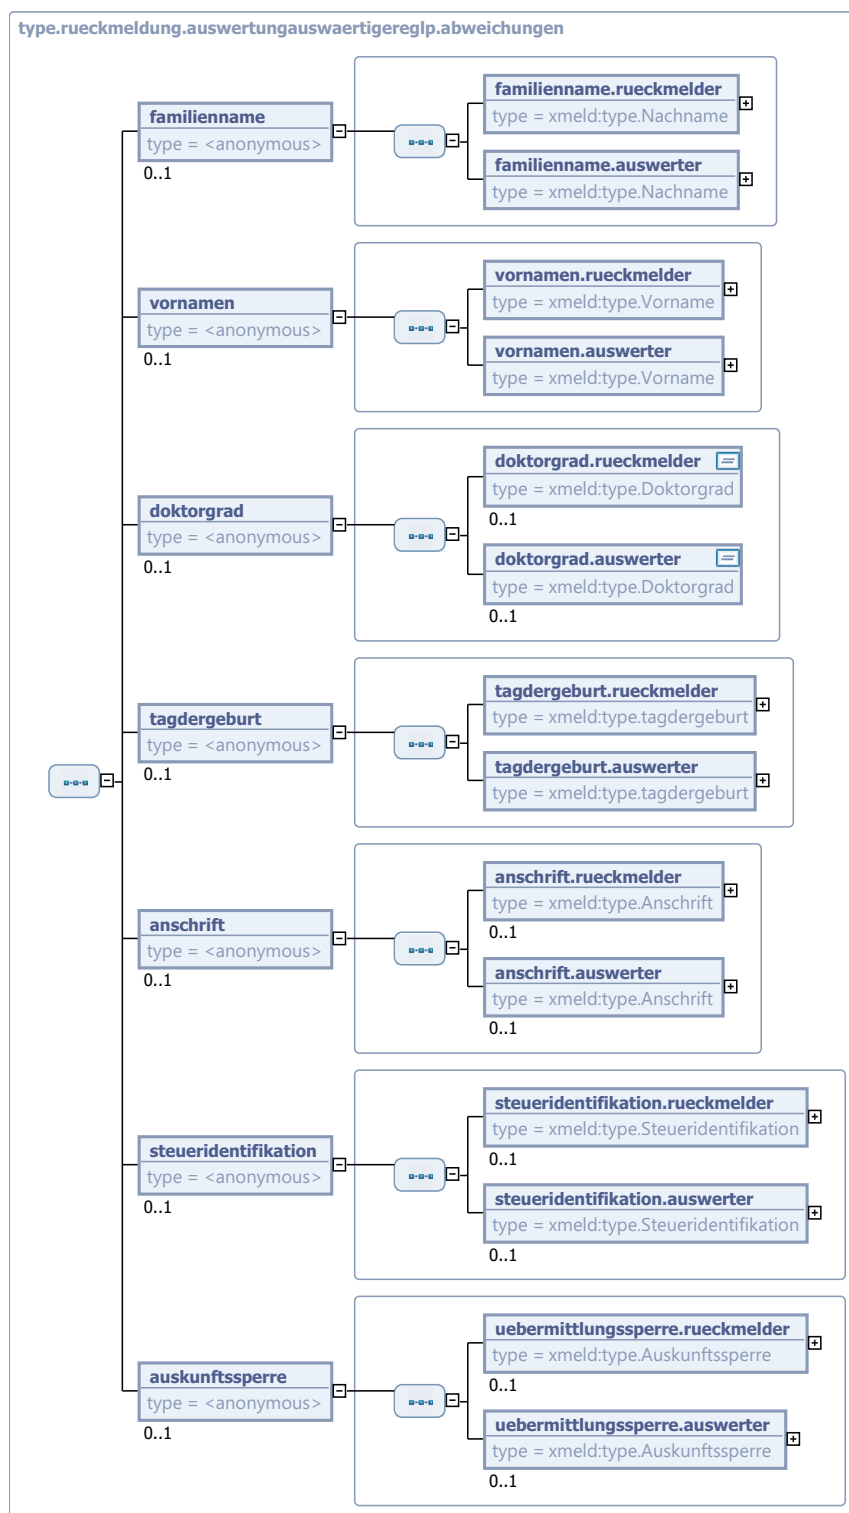 type.rueckmeldung.auswertungauswaertigereglp.abweichungen
familienname
type = <anonymous>
0..1
familienname.rueckmelder
type = xmeld:type.Nachname
familienname.auswerter
type = xmeld:type.Nachname
vornamen
type = <anonymous>
0..1
vornamen.rueckmelder
type = xmeld:type.Vorname
vornamen.auswerter
type = xmeld:type.Vorname
doktorgrad
type = <anonymous>
0..1
doktorgrad.rueckmelder
type = xmeld:type.Doktorgrad
0..1
doktorgrad.auswerter
type = xmeld:type.Doktorgrad
0..1
tagdergeburt
type = <anonymous>
0..1
tagdergeburt.rueckmelder
type = xmeld:type.tagdergeburt
tagdergeburt.auswerter
type = xmeld:type.tagdergeburt
anschrift
type = <anonymous>
0..1
anschrift.rueckmelder
type = xmeld:type.Anschrift
0..1
anschrift.auswerter
type = xmeld:type.Anschrift
0..1
steueridentifikation
type = <anonymous>
0..1
steueridentifikation.rueckmelder
type = xmeld:type.Steueridentifikation
0..1
steueridentifikation.auswerter
type = xmeld:type.Steueridentifikation
0..1
auskunftssperre
type = <anonymous>
0..1
uebermittlungssperre.rueckmelder
type = xmeld:type.Auskunftssperre
0..1
uebermittlungssperre.auswerter
type = xmeld:type.Auskunftssperre
0..1